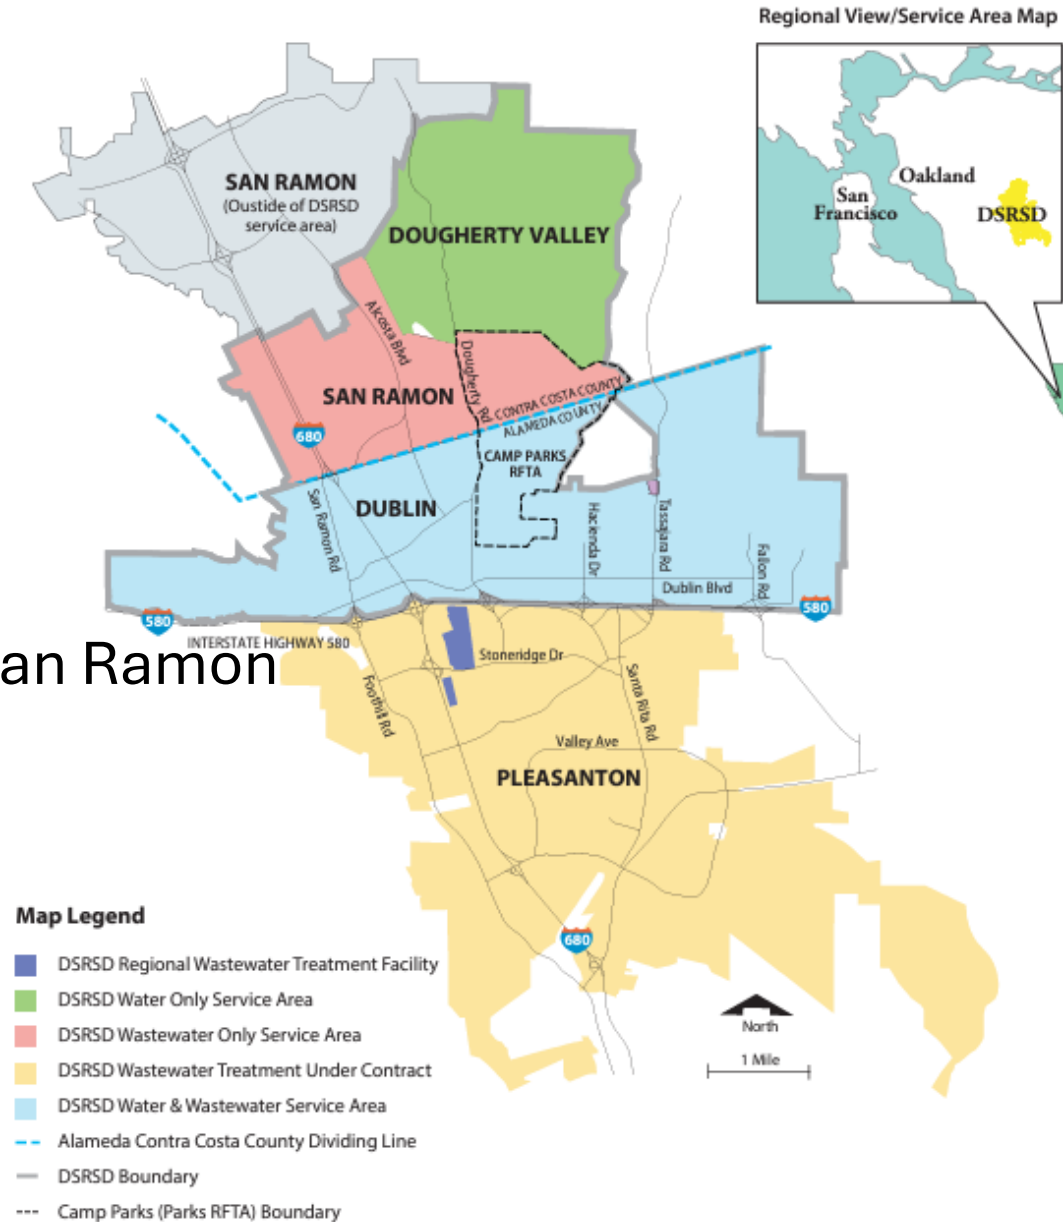 Regional View/Service Area Map
San
Francisco
Oakland
DSRSD
SAN RAMON
(Oustide of DSRSD
service area)
DOUGHERTY VALLEY
Alcosta Blvd
Dougherty Rd
SAN RAMON
CONTRA COSTA COUNTY
ALAMEDA COUNTY
680
CAMP PARKS
RFTA
DUBLIN
San Ramon Rd
Hacienda Dr
Tassajara Rd
Fallon Rd
Dublin Blvd
580
580
INTERSTATE HIGHWAY 580
an Ramon
Stoneridge Dr
Foothill Rd
Santa Rita Rd
Valley Ave
PLEASANTON
680
Map Legend
DSRSD Regional Wastewater Treatment Facility
DSRSD Water Only Service Area
DSRSD Wastewater Only Service Area
DSRSD Wastewater Treatment Under Contract
DSRSD Water & Wastewater Service Area
Alameda Contra Costa County Dividing Line
DSRSD Boundary
Camp Parks (Parks RFTA) Boundary
North
1 Mile